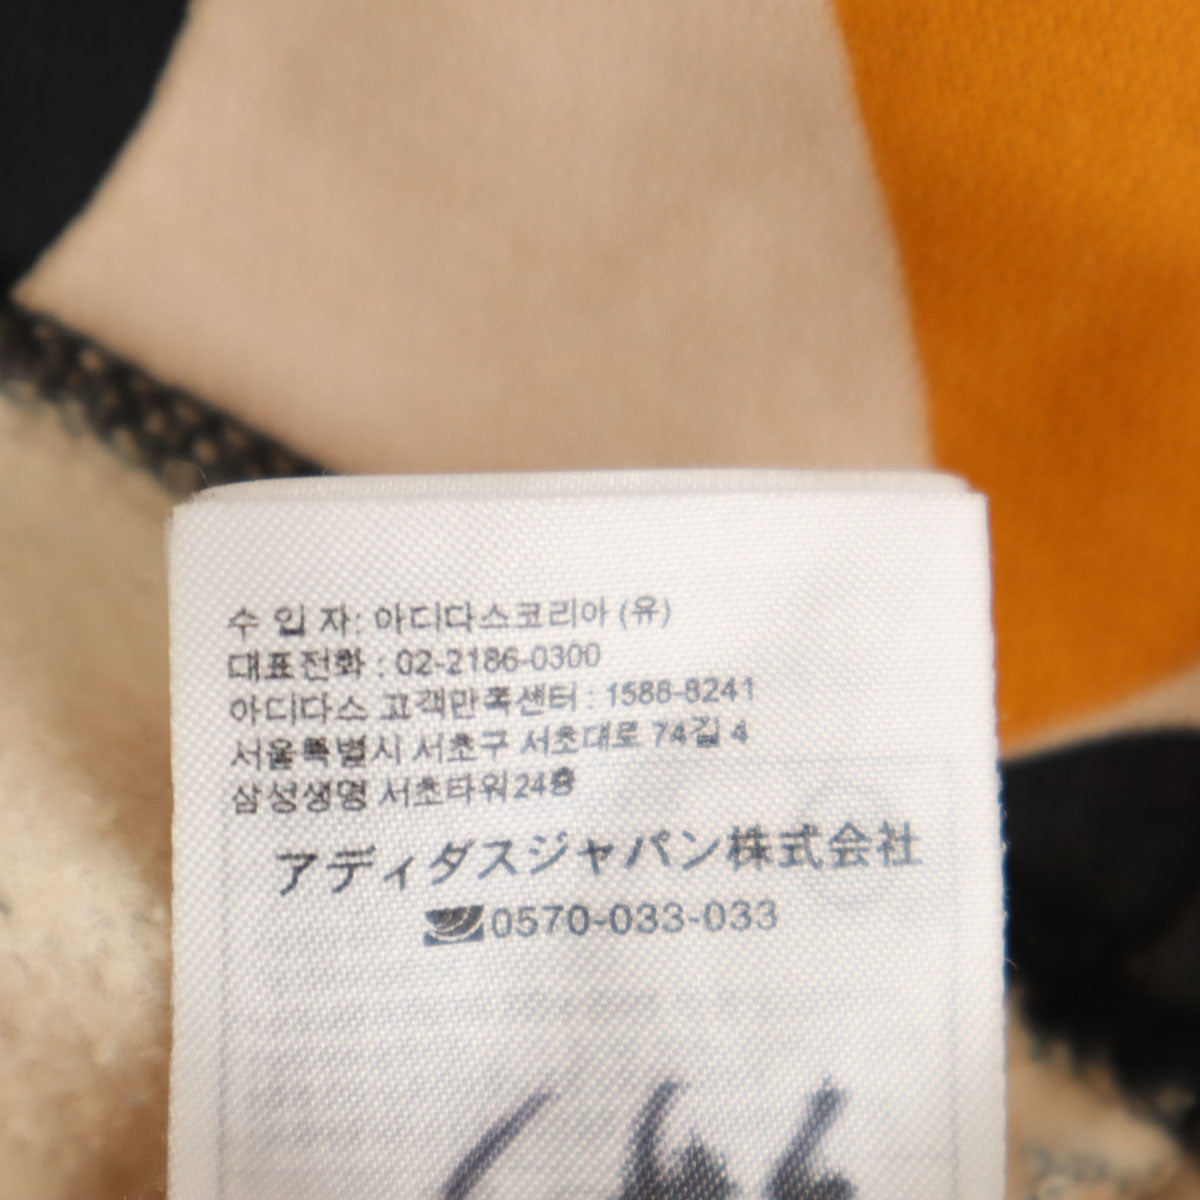 수 입 자: 아디다스코리아 (유)
대표전화 : 02-2186-0300
아디다스 고객만족센터 : 1588-8241
서울특별시 서초구 서초대로 74길 4
삼성생명 서초타워24층
アディダスジャパン株式会社
0570-033-033